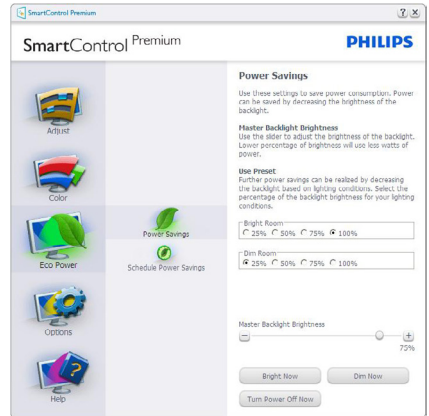 SmartControl Premium
SmartControl Premium
PHILIPS
Adjust
Color
Eco Power
Options
Help
Power Savings
Schedule Power Savings
Power Savings
Use these settings to save power consumption. Power
can be saved by decreasing the brightness of the
backlight.
Master Backlight Brightness
Use the slider to adjust the brightness of the backlight.
Lower percentage of brightness will use less watts of
power.
Use Preset
Further power savings can be realized by decreasing
the backlight based on lighting conditions. Select the
percentage of the backlight brightness for your lighting
conditions.
Bright Room
25% 50% 75% 100%
Dim Room
25% 50% 75% 100%
Master Backlight Brightness
75%
Bright Now Dim Now
Turn Power Off Now